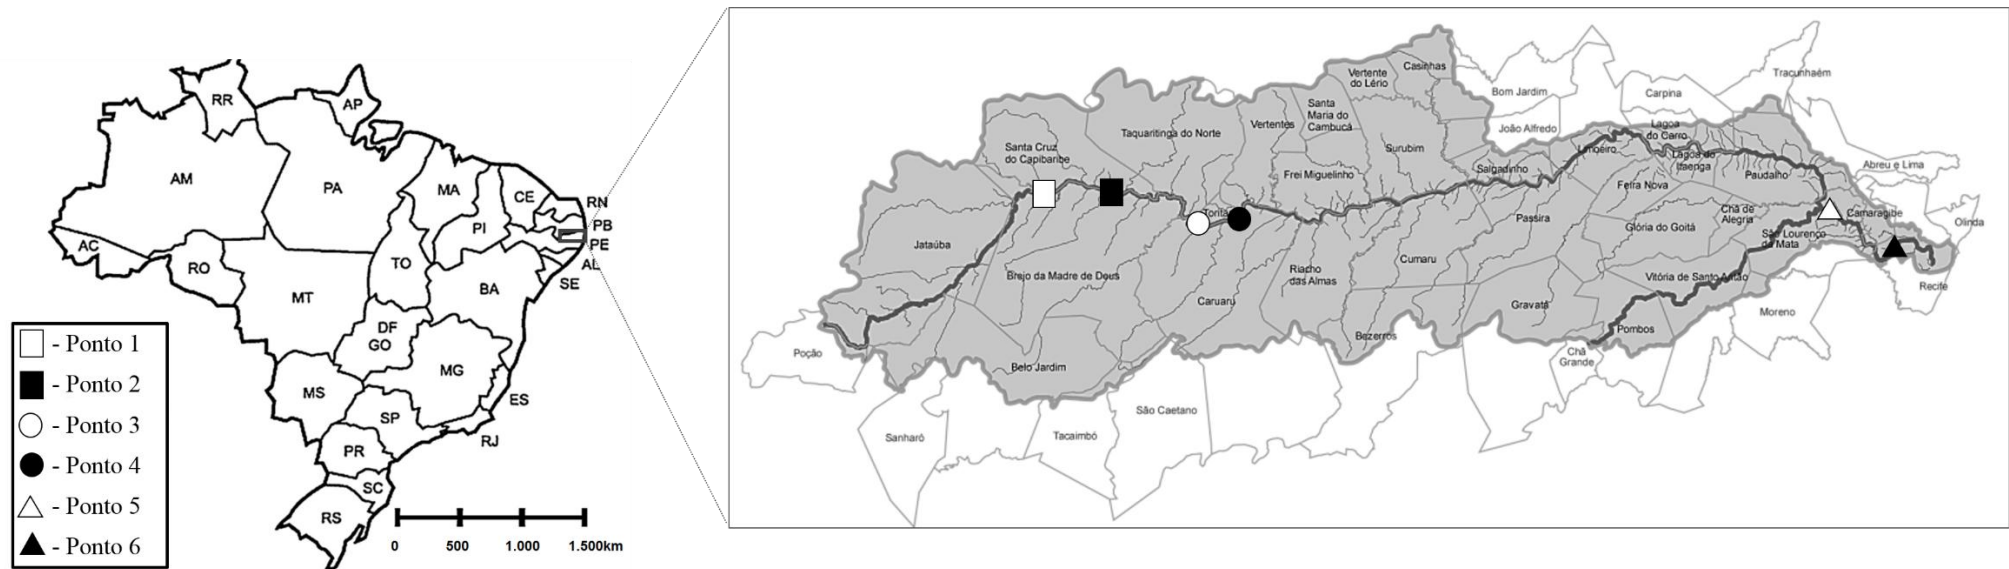 RR
AP
AM
PA
MA
CE
RN
PB
PE
PI
AC
AL
SE
RO
TO
BA
MT
DF
GO
MG
MS
ES
SP
RJ
PR
SC
RS
0 500 1.000 1.500km
- Ponto 1
- Ponto 2
- Ponto 3
- Ponto 4
- Ponto 5
- Ponto 6
Casinhas
Vertente
do Lério
Tracunhaém
Bom Jardim
Carpina
Santa
Maria do
Cambucá
Vertentes
Taquaritinga do Norte
João Alfredo
Lagoa
do Carro
Santa Cruz
do Capibaribe
Surubim
Limoeiro
Lagoa de
Itaenga
Salgadinho
Abreu e Lima
Frei Miguelinho
Paudalho
Feira Nova
Passira
Chã de
Alegria
Camaragibe
Olinda
Glória do Goitá
São Lourenço
da Mata
Jataúba
Cumaru
Brejo da Madre de Deus
Riacho
das Almas
Vitória de Santo Antão
Recife
Caruaru
Gravatá
Moreno
Bezerros
Pombos
Poção
Chã
Grande
Belo Jardim
São Caetano
Sanharó
Tacaimbó